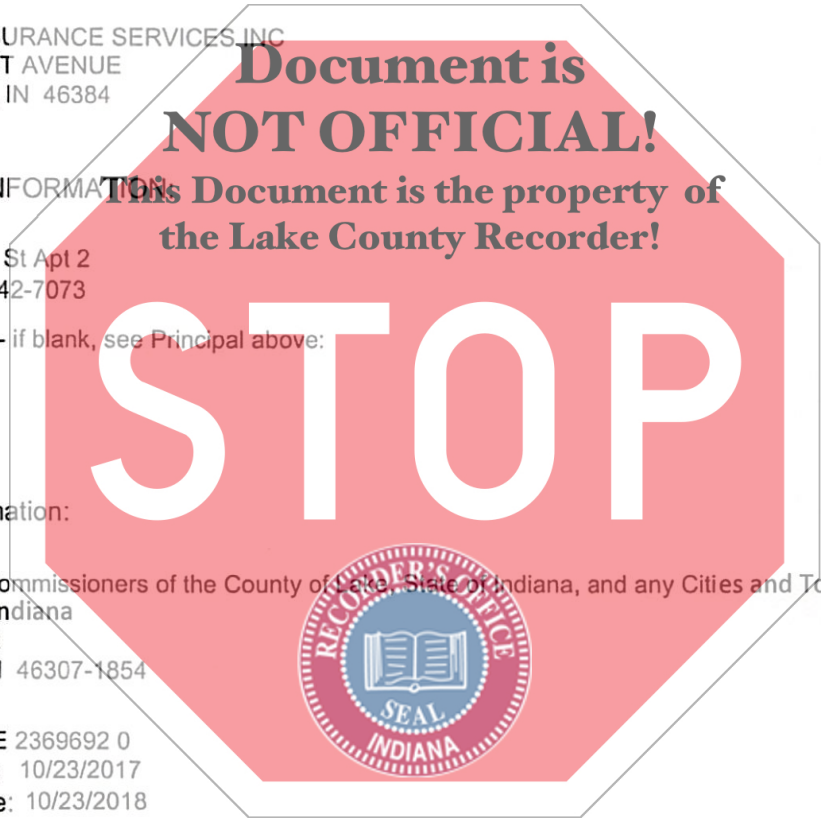 URANCE SERVICES INC
T AVENUE
IN 46384
Document is
NOT OFFICIAL!
This Document is the property of
the Lake County Recorder!
FORMATION:
St Apt 2
42-7073
- if blank, see Principal above:
STOP
ation:
ommissioners of the County of Lake, State of Indiana, and any Cities and To
ndiana
46307-1854
RECORDER'S OFFICE
SEAL
INDIANA
E 2369692 0
10/23/2017
e: 10/23/2018